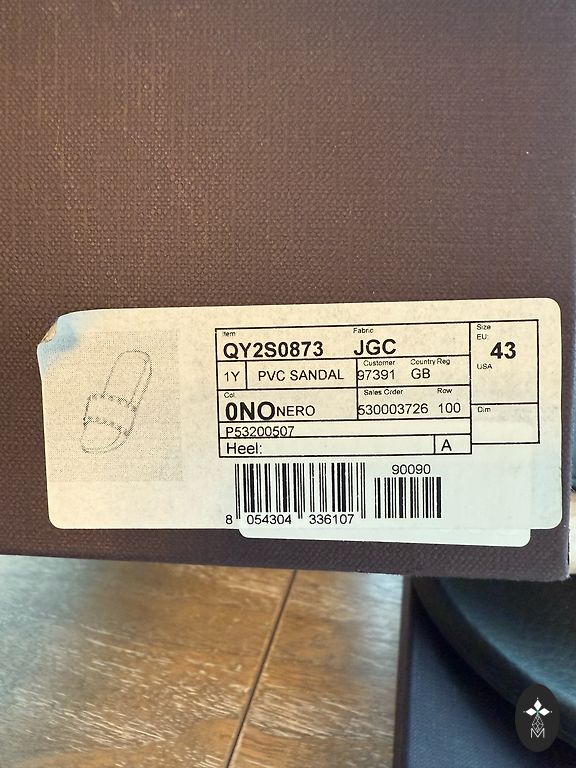 Item Fabric Size
QY2S0873 JGC EU: 43
1Y PVC SANDAL Customer 97391 Country Reg GB USA
Col. Sales Order Row
0NO NERO 530003726 100 Dim
P53200507
Heel: A
90090
8 054304 336107
M